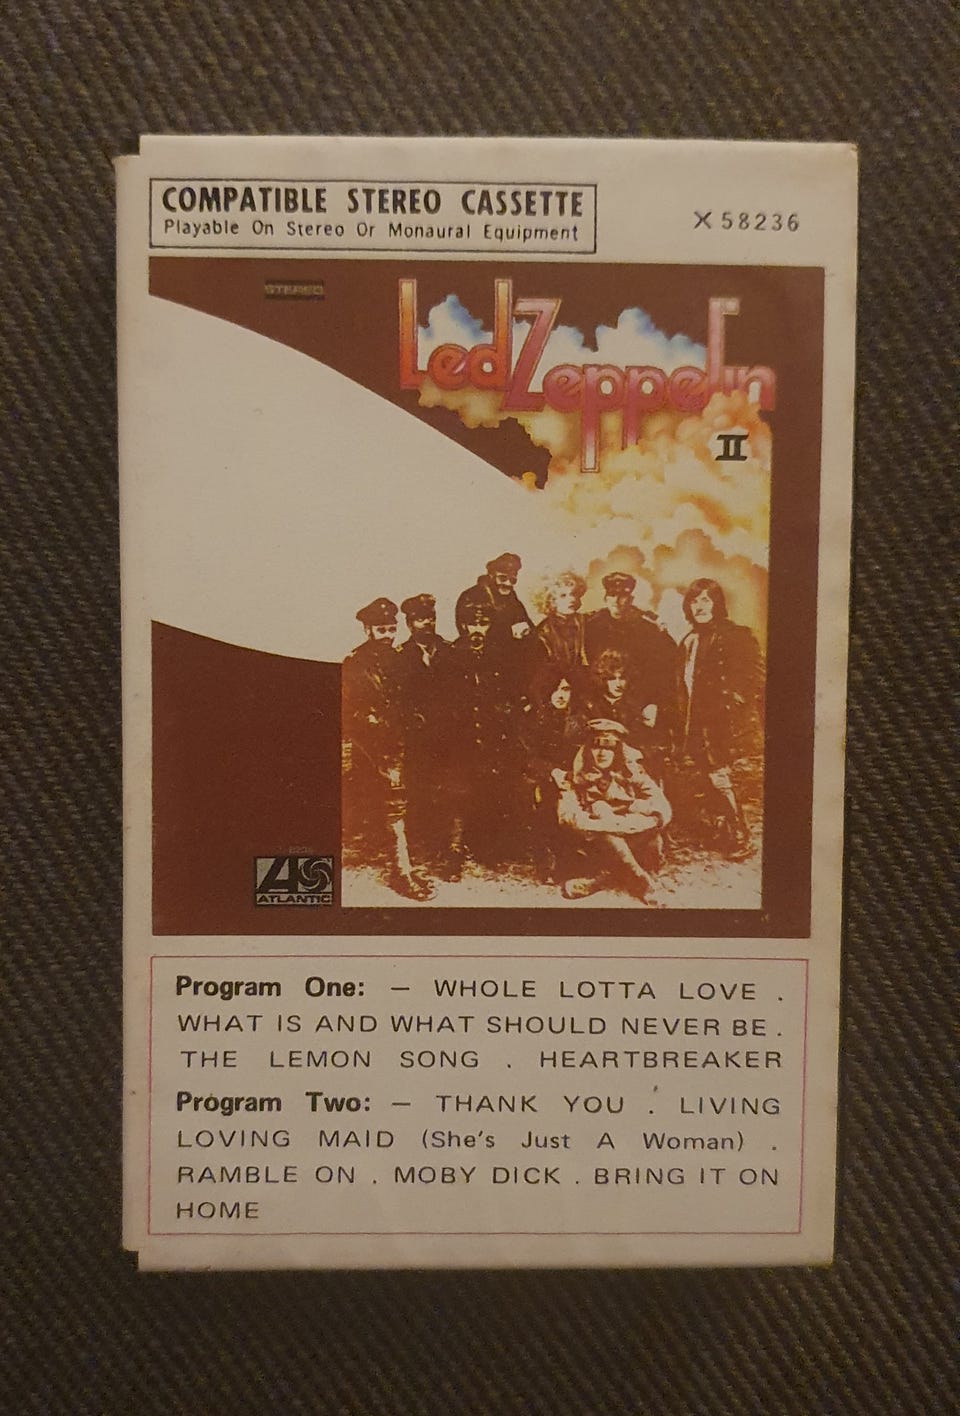 COMPATIBLE STEREO CASSETTE
Playable On Stereo Or Monaural Equipment
X 58236
STEREO
Led Zeppelin
II
ATLANTIC
Program One: – WHOLE LOTTA LOVE .
WHAT IS AND WHAT SHOULD NEVER BE .
THE LEMON SONG . HEARTBREAKER
Program Two: – THANK YOU . LIVING
LOVING MAID (She's Just A Woman) .
RAMBLE ON . MOBY DICK . BRING IT ON
HOME